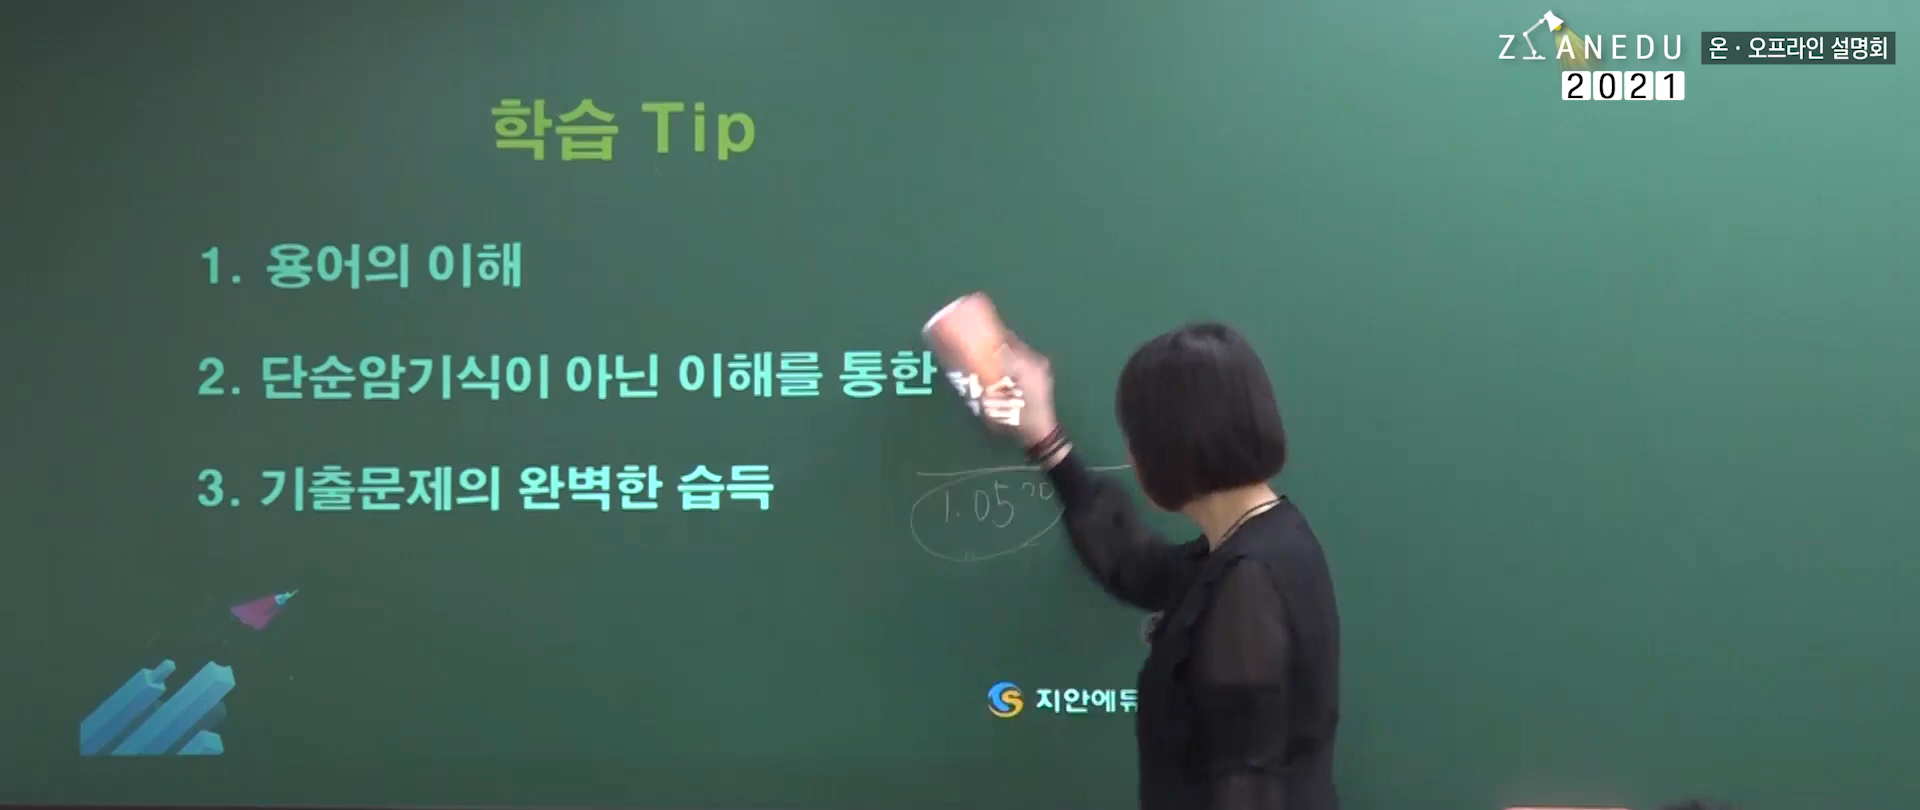 ZIANEDU 온·오프라인 설명회
2021
학습 Tip
1. 용어의 이해
2. 단순암기식이 아닌 이해를 통한 학습
3. 기출문제의 완벽한 습득
1.05
지안에듀